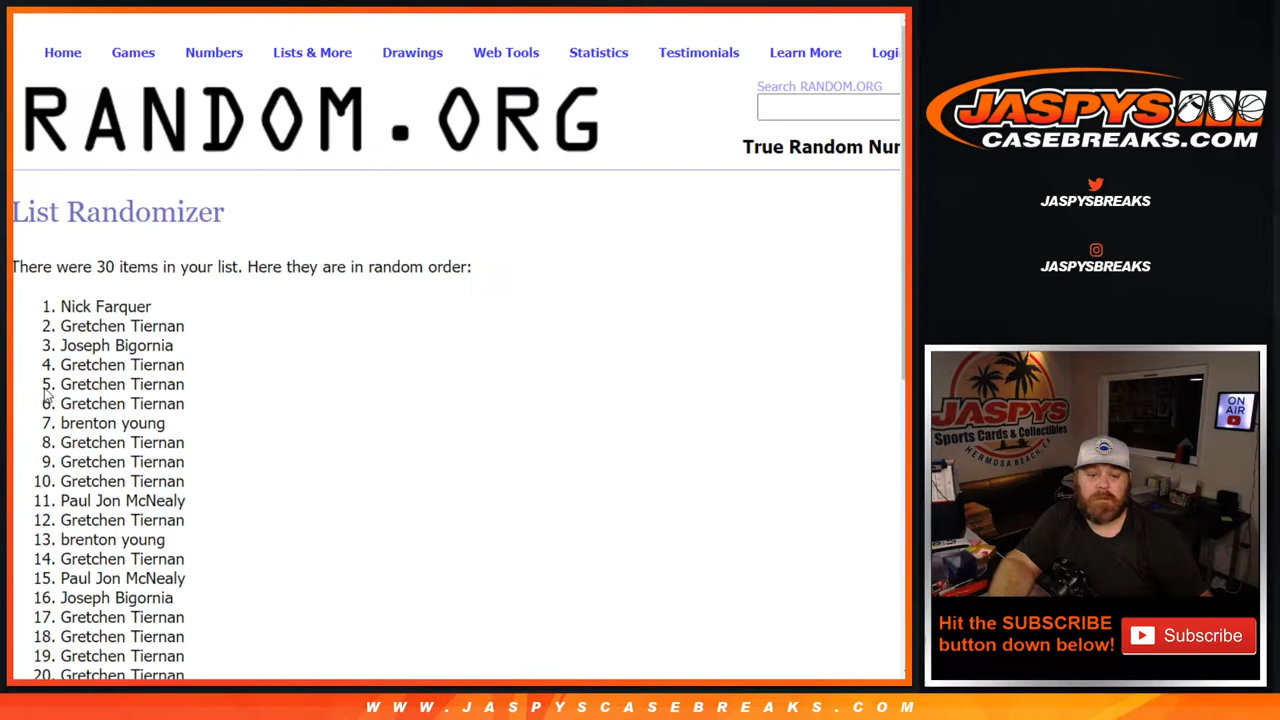 Home Games Numbers Lists & More Drawings Web Tools Statistics Testimonials Learn More Logi
RANDOM.ORG
Search RANDOM.ORG
True Random Nur
List Randomizer
There were 30 items in your list. Here they are in random order:
1. Nick Farquer
2. Gretchen Tiernan
3. Joseph Bigornia
4. Gretchen Tiernan
5. Gretchen Tiernan
6. Gretchen Tiernan
7. brenton young
8. Gretchen Tiernan
9. Gretchen Tiernan
10. Gretchen Tiernan
11. Paul Jon McNealy
12. Gretchen Tiernan
13. brenton young
14. Gretchen Tiernan
15. Paul Jon McNealy
16. Joseph Bigornia
17. Gretchen Tiernan
18. Gretchen Tiernan
19. Gretchen Tiernan
20. Gretchen Tiernan
JASPYS
CASEBREAKS.COM
JASPYSBREAKS
JASPYSBREAKS
JASPYS
Sports Cards & Collectibles
HERMOSA BEACH, CA
ON
AIR
Hit the SUBSCRIBE
button down below!
Subscribe
WWW.JASPYSCASEBREAKS.COM